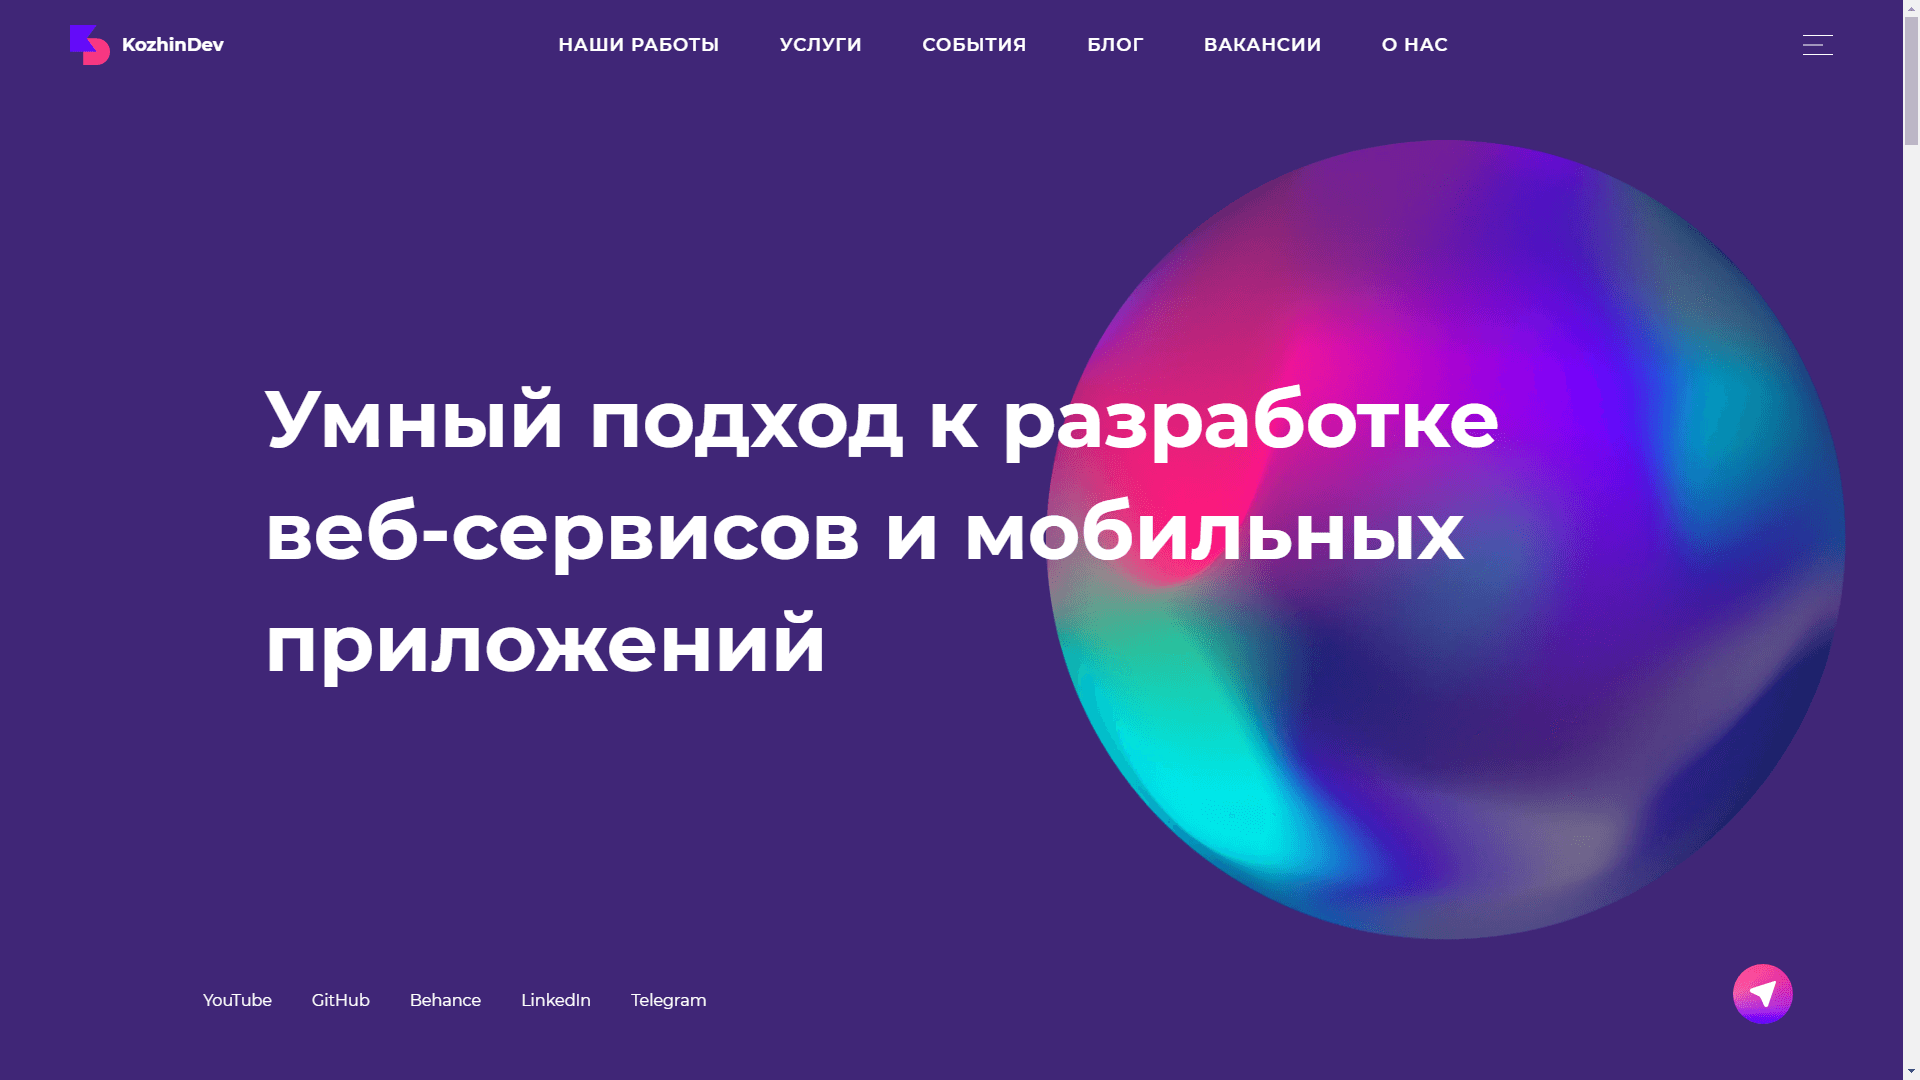 KozhinDev
НАШИ РАБОТЫ УСЛУГИ СОБЫТИЯ БЛОГ ВАКАНСИИ О НАС
Умный подход к разработке
веб-сервисов и мобильных
приложений
YouTube GitHub Behance LinkedIn Telegram